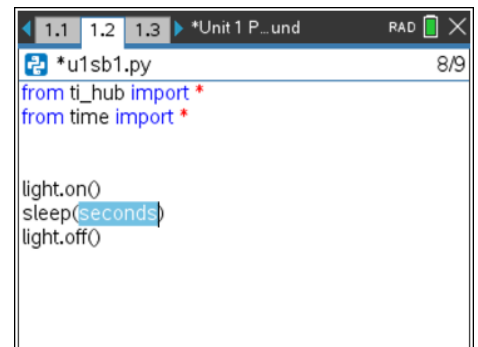 1.1 1.2 1.3 *Unit 1 P...und RAD
*u1sb1.py 8/9
from ti_hub import *
from time import *
light.on()
sleep(seconds)
light.off()